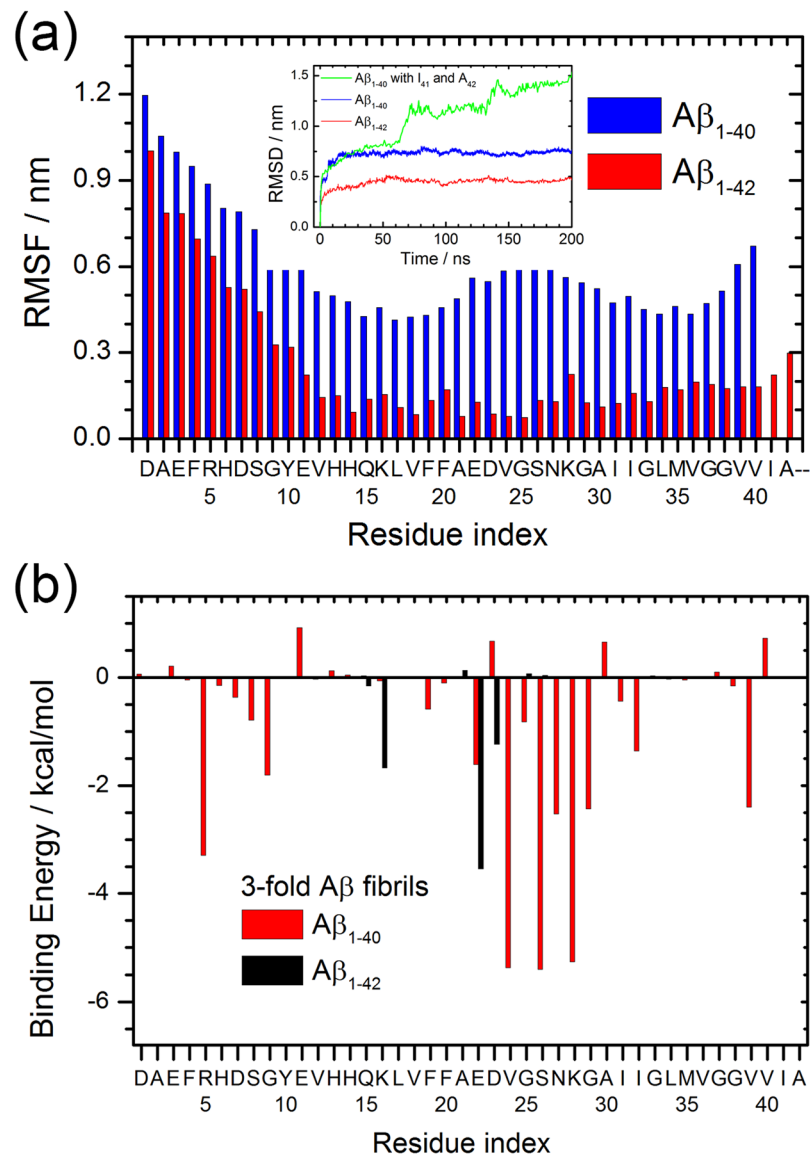 (a)
RMSF / nm
1.2
0.9
0.6
0.3
0.0
RMSD / nm
1.5
1.0
0.5
0.0
Aβ1-40 with I41 and A42
Aβ1-40
Aβ1-42
0 50 100 150 200
Time / ns
Aβ1-40
Aβ1-42
DAEFRHDSGYEVHHQKLVFFAEDVGSNKGAIIGLMVGGVVIA--
5 10 15 20 25 30 35 40
Residue index
(b)
Binding Energy / kcal/mol
0
-2
-4
-6
3-fold Aβ fibrils
Aβ1-40
Aβ1-42
DAEFRHDSGYEVHHQKLVFFAEDVGSNKGAIIGLMVGGVVIA
5 10 15 20 25 30 35 40
Residue index